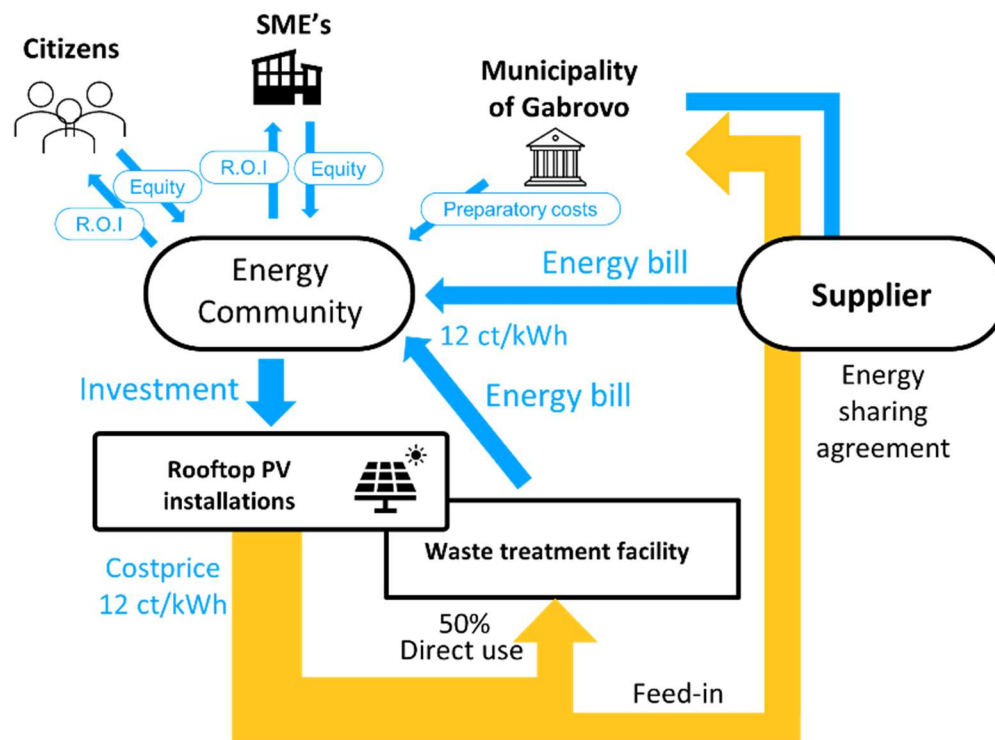 SME's
Citizens
Municipality
of Gabrovo
R.O.I
Equity
Equity
R.O.I
Preparatory costs
Energy
Community
Energy bill
12 ct/kWh
Supplier
Energy
sharing
agreement
Investment
Energy bill
Rooftop PV
installations
Waste treatment facility
Costprice
12 ct/kWh
50%
Direct use
Feed-in